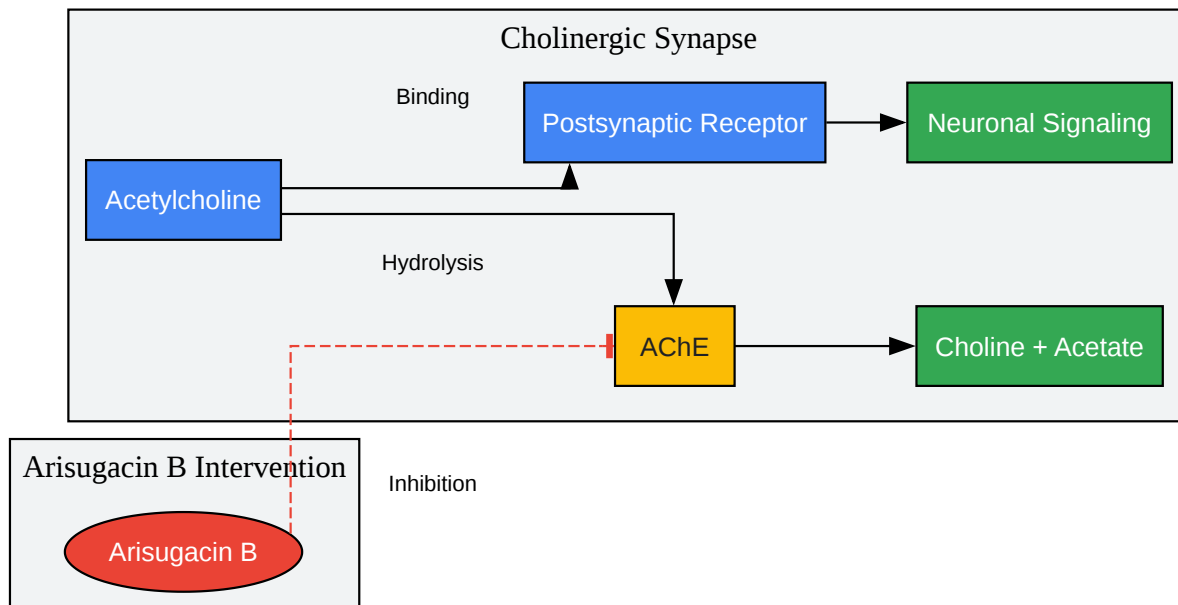 Cholinergic Synapse
Binding
Postsynaptic Receptor
Neuronal Signaling
Acetylcholine
Hydrolysis
AChE
Choline + Acetate
Arisugacin B Intervention
Inhibition
Arisugacin B